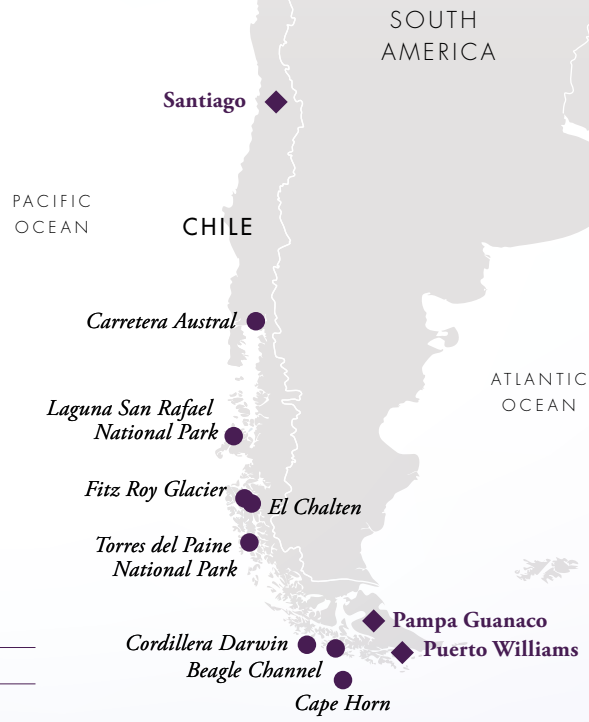 SOUTH
AMERICA
Santiago
PACIFIC
OCEAN
CHILE
Carretera Austral
ATLANTIC
OCEAN
Laguna San Rafael
National Park
Fitz Roy Glacier
El Chalten
Torres del Paine
National Park
Pampa Guanaco
Cordillera Darwin
Puerto Williams
Beagle Channel
Cape Horn